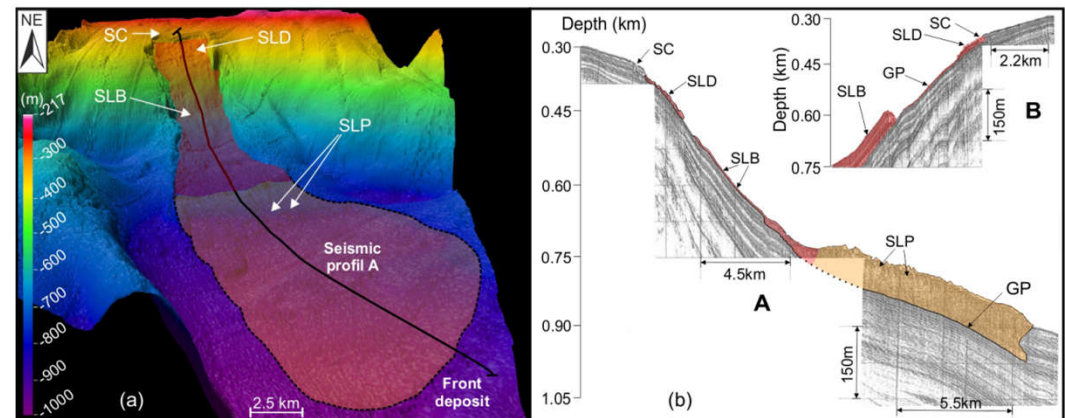 NE
SC
SLD
(m)
-217
-300
-400
-500
-600
-700
-800
-900
-1000
SLB
SLP
Seismic
profil A
Front
deposit
2.5 km
(a)
Depth (km)
0.30
0.45
0.60
0.75
0.90
1.05
SC
SLD
SLB
4.5km
A
SLP
GP
150m
5.5km
(b)
Depth (km)
0.30
0.45
0.60
0.75
SC
SLD
GP
SLB
2.2km
150m
B